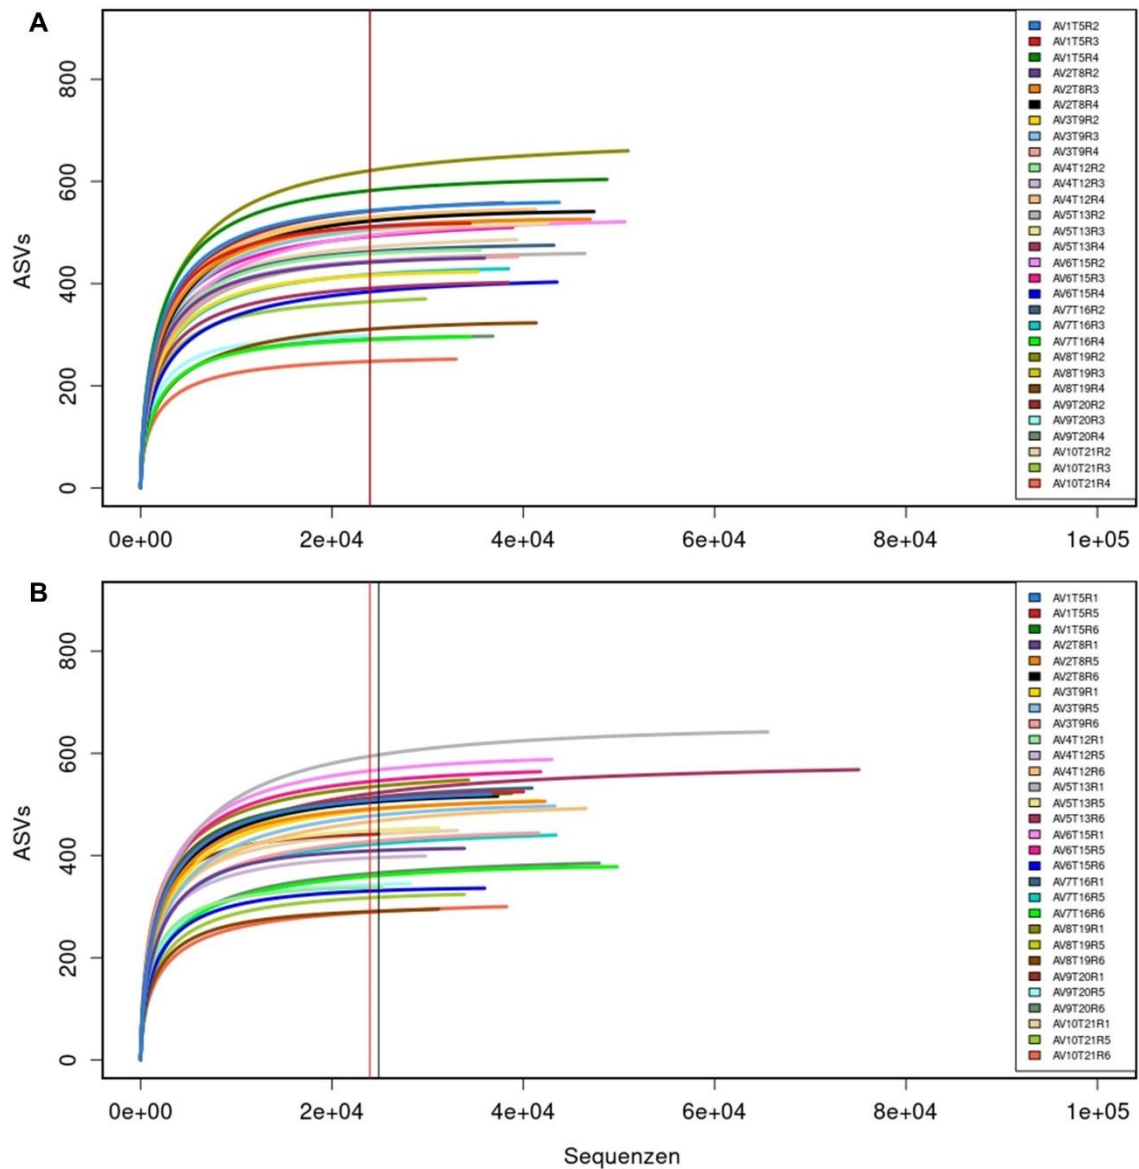 A
AV1T5R2
AV1T5R3
AV1T5R4
AV2T8R2
AV2T8R3
AV2T8R4
AV3T9R2
AV3T9R3
AV3T9R4
AV4T12R2
AV4T12R3
AV4T12R4
AV5T13R2
AV5T13R3
AV5T13R4
AV6T15R2
AV6T15R3
AV6T15R4
AV7T16R2
AV7T16R3
AV7T16R4
AV8T19R2
AV8T19R3
AV8T19R4
AV9T20R2
AV9T20R3
AV9T20R4
AV10T21R2
AV10T21R3
AV10T21R4
800
600
400
200
0
ASVs
0e+00 2e+04 4e+04 6e+04 8e+04 1e+05
B
AV1T5R1
AV1T5R5
AV1T5R6
AV2T8R1
AV2T8R5
AV2T8R6
AV3T9R1
AV3T9R5
AV3T9R6
AV4T12R1
AV4T12R5
AV4T12R6
AV5T13R1
AV5T13R5
AV5T13R6
AV6T15R1
AV6T15R5
AV6T15R6
AV7T16R1
AV7T16R5
AV7T16R6
AV8T19R1
AV8T19R5
AV8T19R6
AV9T20R1
AV9T20R5
AV9T20R6
AV10T21R1
AV10T21R5
AV10T21R6
800
600
400
200
0
ASVs
0e+00 2e+04 4e+04 6e+04 8e+04 1e+05
Sequenzen